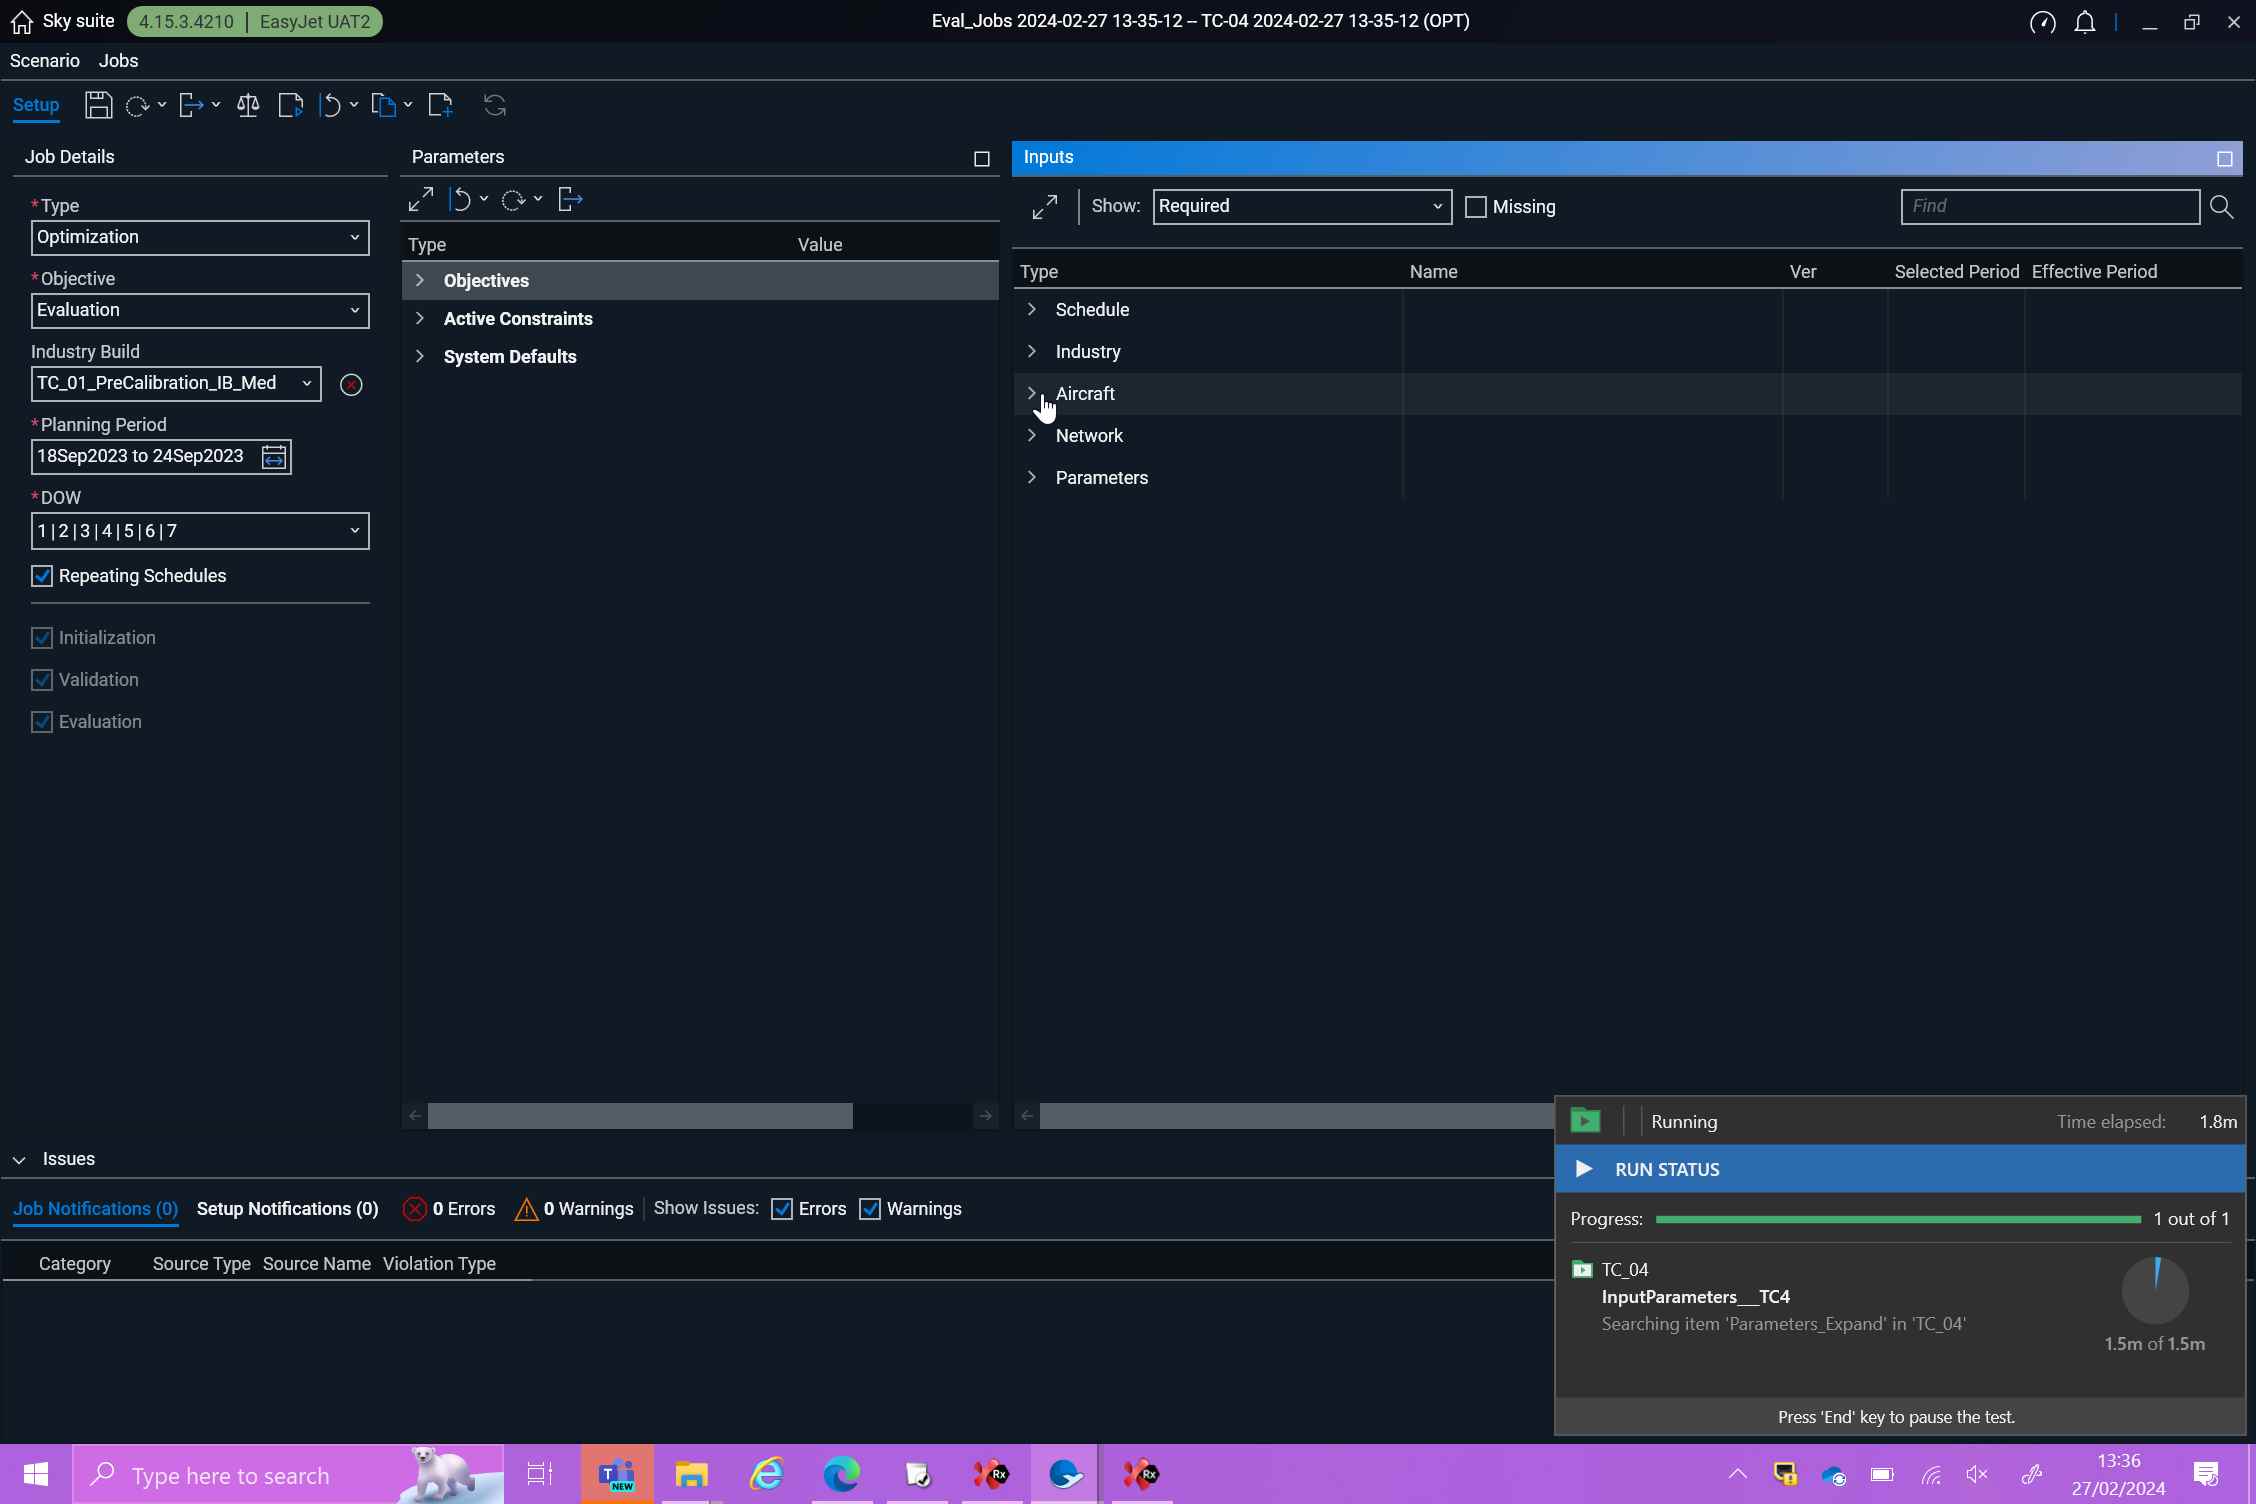 Sky suite 4.15.3.4210 | EasyJet UAT2
Eval_Jobs 2024-02-27 13-35-12 – TC-04 2024-02-27 13-35-12 (OPT)
Scenario Jobs
Setup
Job Details
*Type
Optimization
*Objective
Evaluation
Industry Build
TC_01_PreCalibration_IB_Med
*Planning Period
18Sep2023 to 24Sep2023
*DOW
1|2|3|4|5|6|7
Repeating Schedules
Initialization
Validation
Evaluation
Parameters
Type Value
Objectives
Active Constraints
System Defaults
Inputs
Show: Required Missing Find
Type Name Ver Selected Period Effective Period
Schedule
Industry
Aircraft
Network
Parameters
Issues
Job Notifications (0) Setup Notifications (0) 0 Errors 0 Warnings Show Issues: Errors Warnings
Category Source Type Source Name Violation Type
Running Time elapsed: 1.8m
RUN STATUS
Progress: 1 out of 1
TC_04
InputParameters___TC4
Searching item 'Parameters_Expand' in 'TC_04'
1.5m of 1.5m
Press 'End' key to pause the test.
Type here to search
T
NEW
Rx
Rx
13:36
27/02/2024